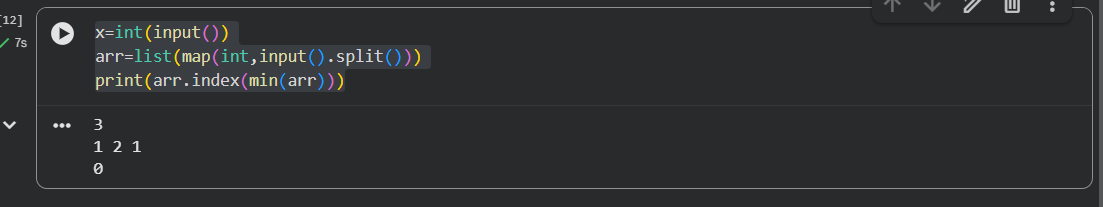 [12]
7s
x=int(input())
arr=list(map(int,input().split()))
print(arr.index(min(arr)))
3
1 2 1
0